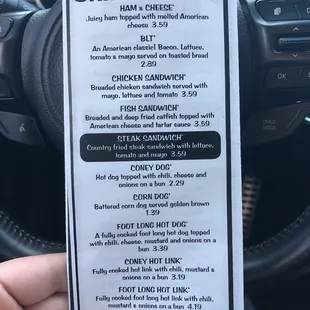 HAM & CHEESE*
Juicy ham topped with melted American
cheese 3.59
BLT*
An American classic! Bacon, lettuce,
tomato & mayo served on toasted bread
2.89
CHICKEN SANDWICH*
Breaded chicken sandwich served with
mayo, lettuce and tomato 3.59
FISH SANDWICH*
Breaded and deep fried catfish topped with
American cheese and tartar sauce 3.59
STEAK SANDWICH*
Country fried steak sandwich with lettuce,
tomato and mayo 3.59
CONEY DOG*
Hot dog topped with chili, cheese and
onions on a bun 2.29
CORN DOG*
Battered corn dog served golden brown
1.39
FOOT LONG HOT DOG*
A fully cooked foot long hot dog topped
with chili, cheese, mustard and onions on a
bun 3.39
CONEY HOT LINK*
Fully cooked hot link with chili, mustard &
onions on a bun 3.19
FOOT LONG HOT LINK*
Fully cooked foot long hot link with chili,
mustard & onions on a bun 4.19